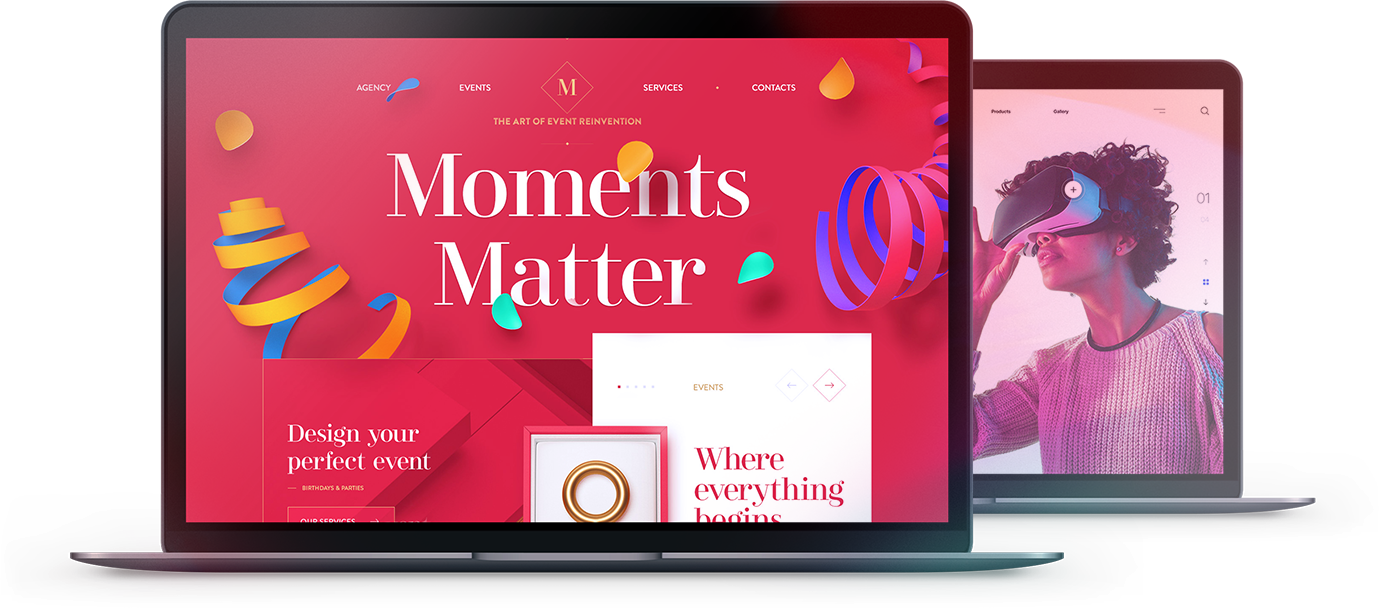 AGENCY
EVENTS
M
SERVICES
CONTACTS
THE ART OF EVENT REINVENTION
Moments
Matter
Design your
perfect event
BIRTHDAYS & PARTIES
OUR SERVICES
EVENTS
Where
everything
begins
Products
Gallery
01